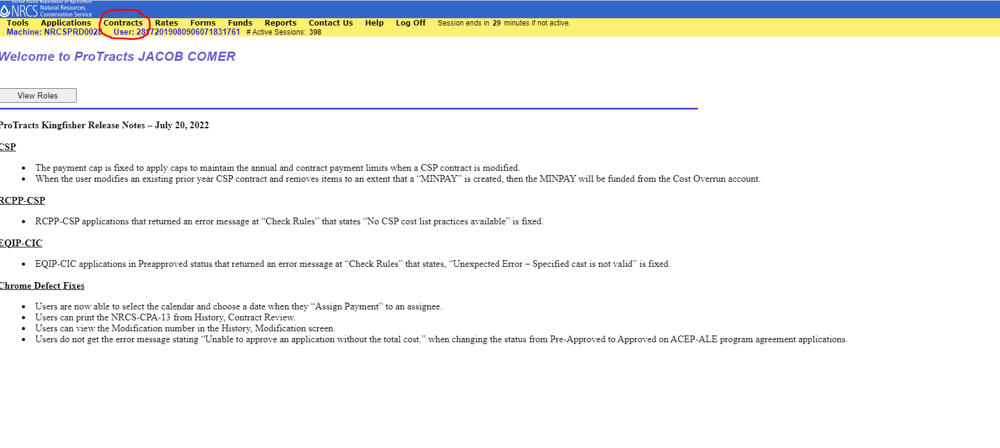 United States Department of Agriculture
NRCS Natural Resources
Conservation Service
Tools Applications Contracts Rates Forms Funds Reports Contact Us Help Log Off Session ends in 29 minutes if not active.
Machine: NRCSPRD0028 User: 28172019080906071831761 # Active Sessions: 398
Welcome to ProTracts JACOB COMER
View Roles
ProTracts Kingfisher Release Notes – July 20, 2022
CSP
• The payment cap is fixed to apply caps to maintain the annual and contract payment limits when a CSP contract is modified.
• When the user modifies an existing prior year CSP contract and removes items to an extent that a “MINPAY” is created, then the MINPAY will be funded from the Cost Overrun account.
RCPP-CSP
• RCPP-CSP applications that returned an error message at “Check Rules” that states “No CSP cost list practices available” is fixed.
EQIP-CIC
• EQIP-CIC applications in Preapproved status that returned an error message at “Check Rules” that states, “Unexpected Error – Specified cast is not valid” is fixed.
Chrome Defect Fixes
• Users are now able to select the calendar and choose a date when they “Assign Payment” to an assignee.
• Users can print the NRCS-CPA-13 from History, Contract Review.
• Users can view the Modification number in the History, Modification screen.
• Users do not get the error message stating “Unable to approve an application without the total cost.” when changing the status from Pre-Approved to Approved on ACEP-ALE program agreement applications.